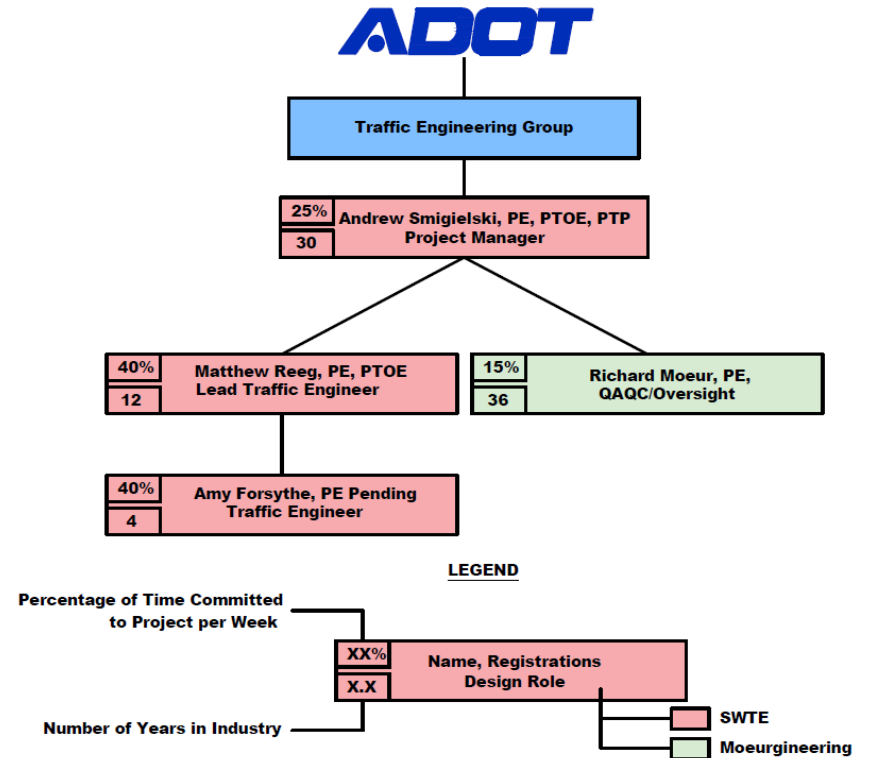 ADOT
Traffic Engineering Group
25%
30
Andrew Smigielski, PE, PTOE, PTP
Project Manager
40%
12
Matthew Reeg, PE, PTOE
Lead Traffic Engineer
15%
36
Richard Moeur, PE,
QAQC/Oversight
40%
4
Amy Forsythe, PE Pending
Traffic Engineer
LEGEND
Percentage of Time Committed
to Project per Week
XX%
X.X
Name, Registrations
Design Role
Number of Years in Industry
SWTE
Moeurgineering